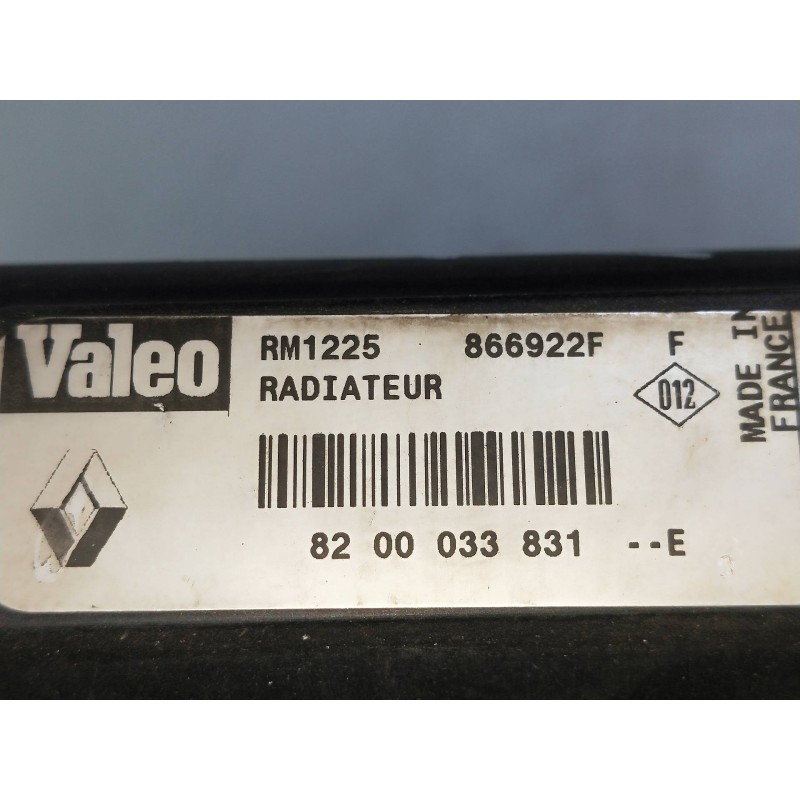 Valeo
RM1225 866922F F
RADIATEUR
012
82 00 033 831 --E
MADE IN
FRANCE